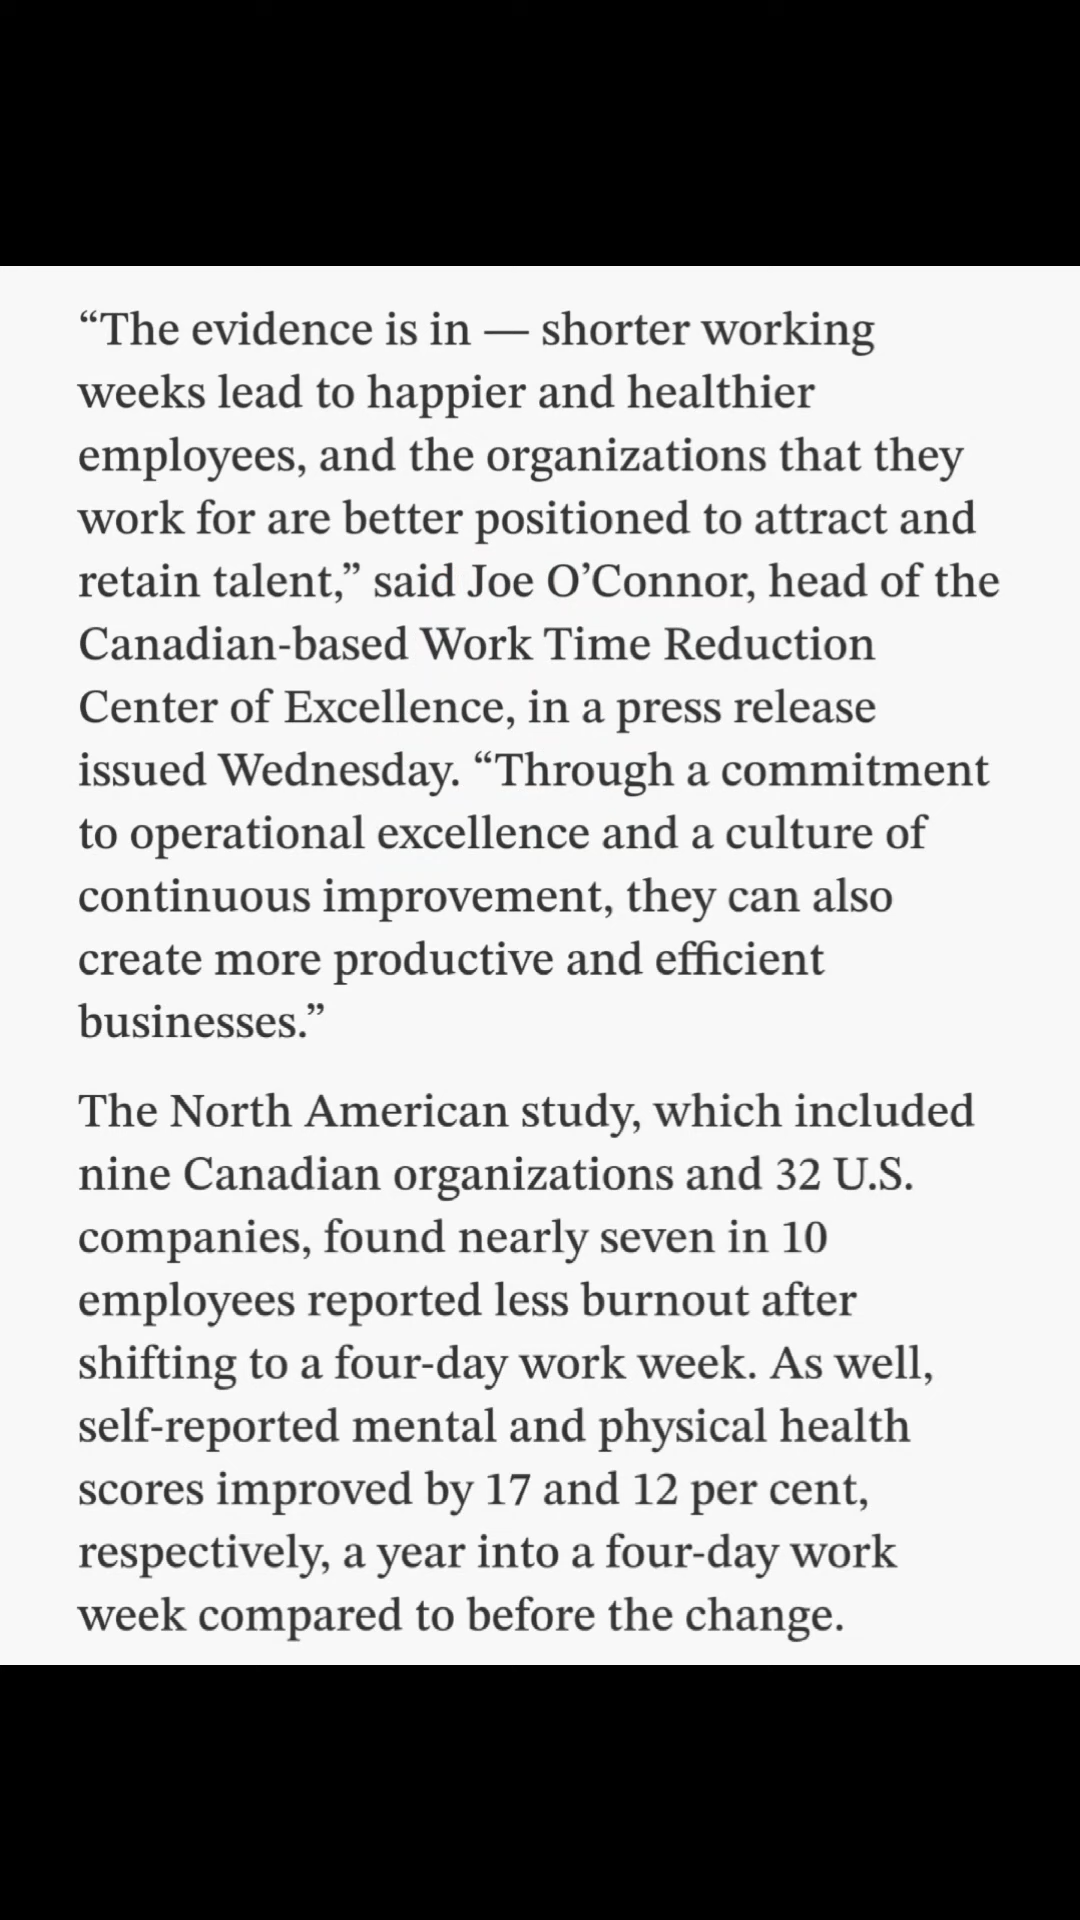 “The evidence is in — shorter working
weeks lead to happier and healthier
employees, and the organizations that they
work for are better positioned to attract and
retain talent,” said Joe O’Connor, head of the
Canadian-based Work Time Reduction
Center of Excellence, in a press release
issued Wednesday. “Through a commitment
to operational excellence and a culture of
continuous improvement, they can also
create more productive and efficient
businesses.”
The North American study, which included
nine Canadian organizations and 32 U.S.
companies, found nearly seven in 10
employees reported less burnout after
shifting to a four-day work week. As well,
self-reported mental and physical health
scores improved by 17 and 12 per cent,
respectively, a year into a four-day work
week compared to before the change.